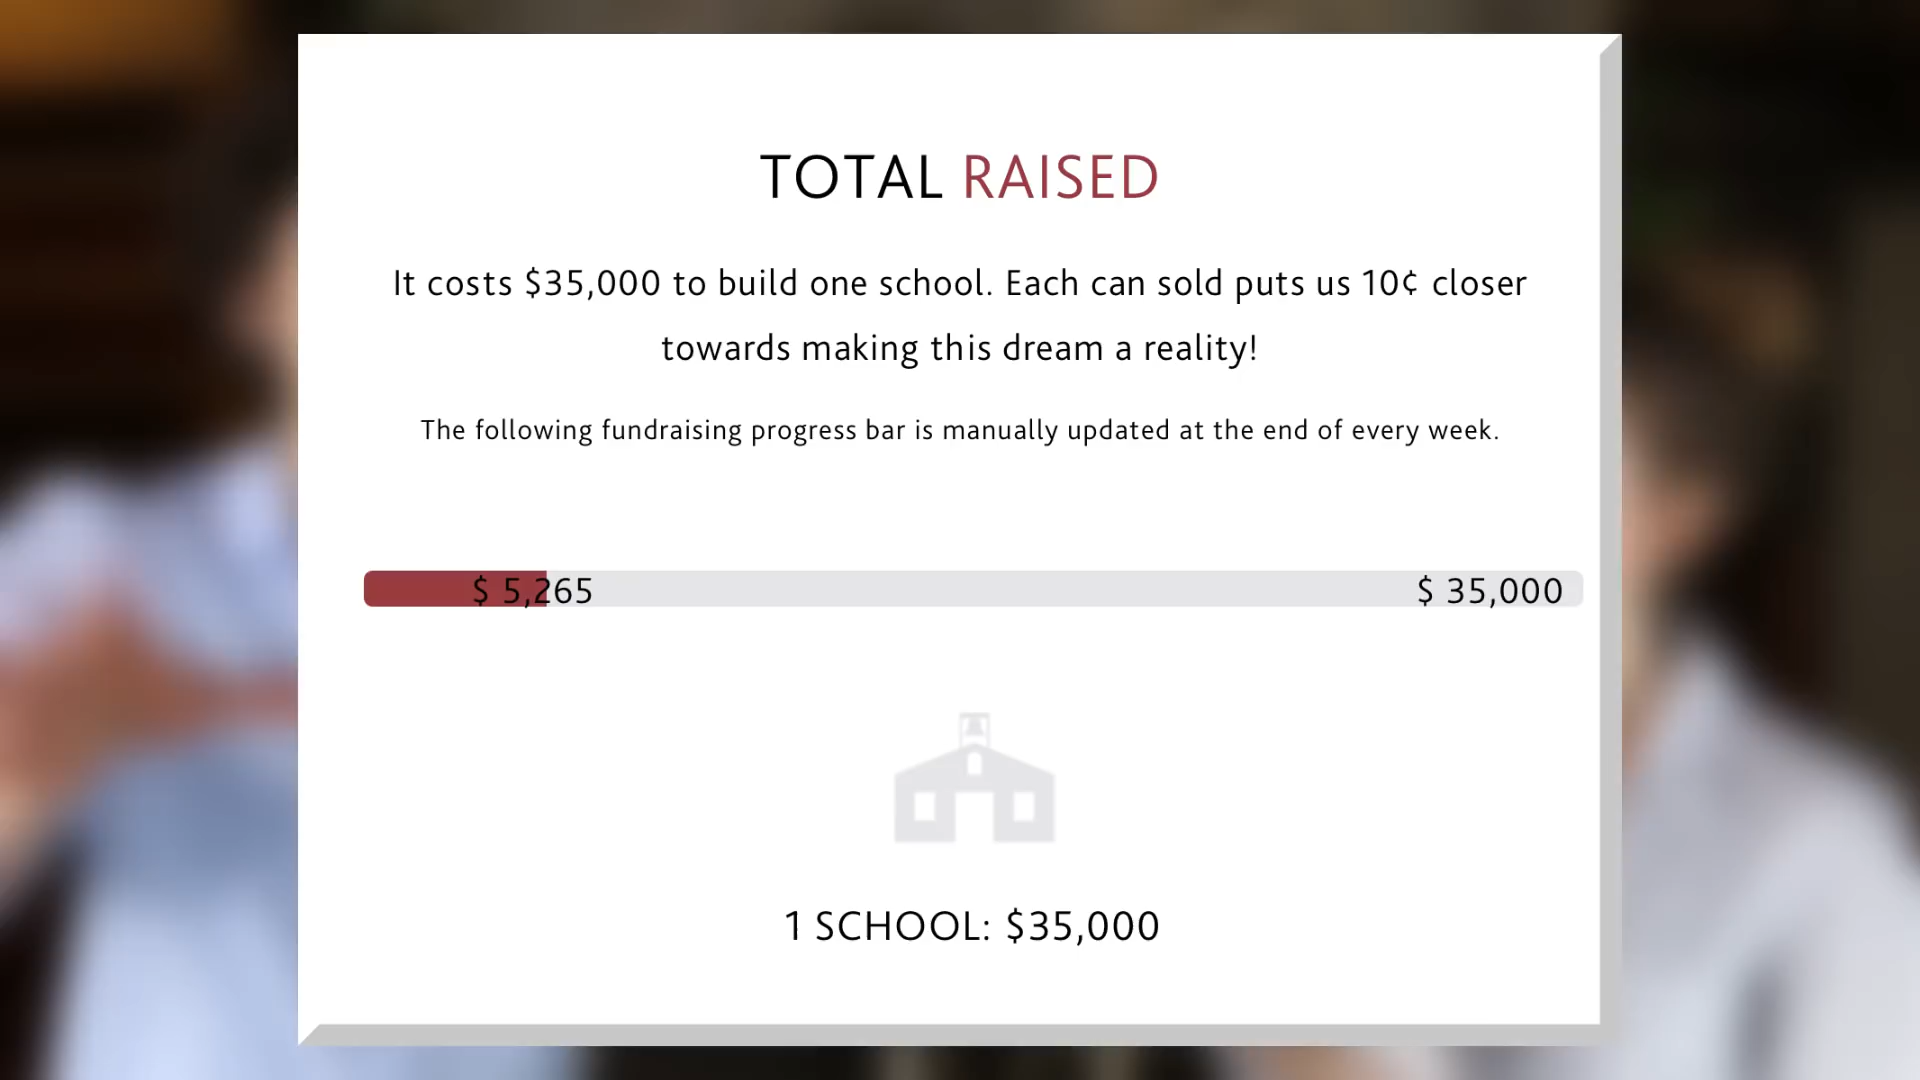 TOTAL RAISED
It costs $35,000 to build one school. Each can sold puts us 10¢ closer
towards making this dream a reality!
The following fundraising progress bar is manually updated at the end of every week.
$ 5,265 $ 35,000
1 SCHOOL: $35,000